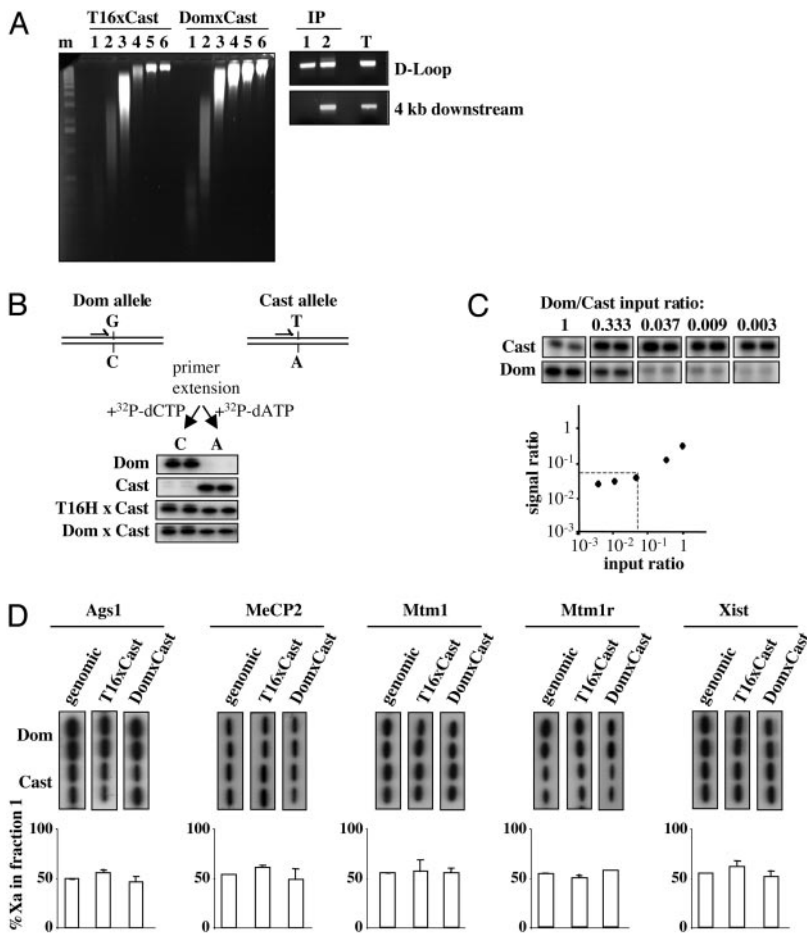 A
T16xCast DomxCast
m 1 2 3 4 5 6 1 2 3 4 5 6
IP
1 2 T
D-Loop
4 kb downstream
B
Dom allele Cast allele
G T
C A
primer
extension
+32P-dCTP +32P-dATP
C A
Dom
Cast
T16H x Cast
Dom x Cast
C
Dom/Cast input ratio:
1 0.333 0.037 0.009 0.003
Cast
Dom
signal ratio
1
10-1
10-2
10-3
10-3 10-2 10-1 1
input ratio
D
Ags1 MeCP2 Mtm1 Mtm1r Xist
genomic T16xCast DomxCast genomic T16xCast DomxCast genomic T16xCast DomxCast genomic T16xCast DomxCast genomic T16xCast DomxCast
Dom
Cast
% Xa in fraction 1
100 100 100 100 100
50 50 50 50 50
0 0 0 0 0